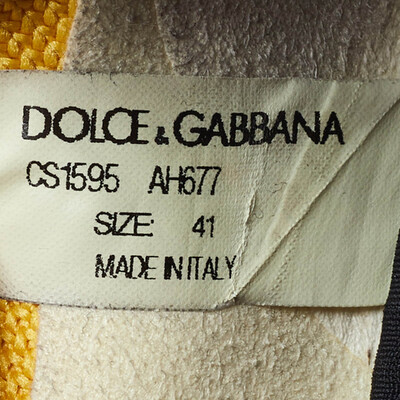 DOLCE & GABBANA
CS1595 AH677
SIZE: 41
MADE IN ITALY